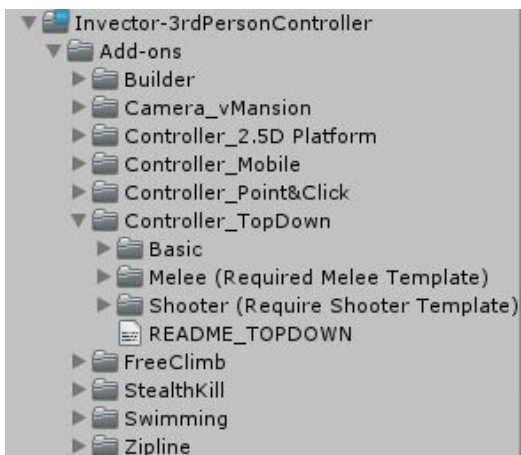 Invector-3rdPersonController
Add-ons
Builder
Camera_vMansion
Controller_2.5D Platform
Controller_Mobile
Controller_Point&Click
Controller_TopDown
Basic
Melee (Required Melee Template)
Shooter (Require Shooter Template)
README_TOPDOWN
FreeClimb
StealthKill
Swimming
Zipline